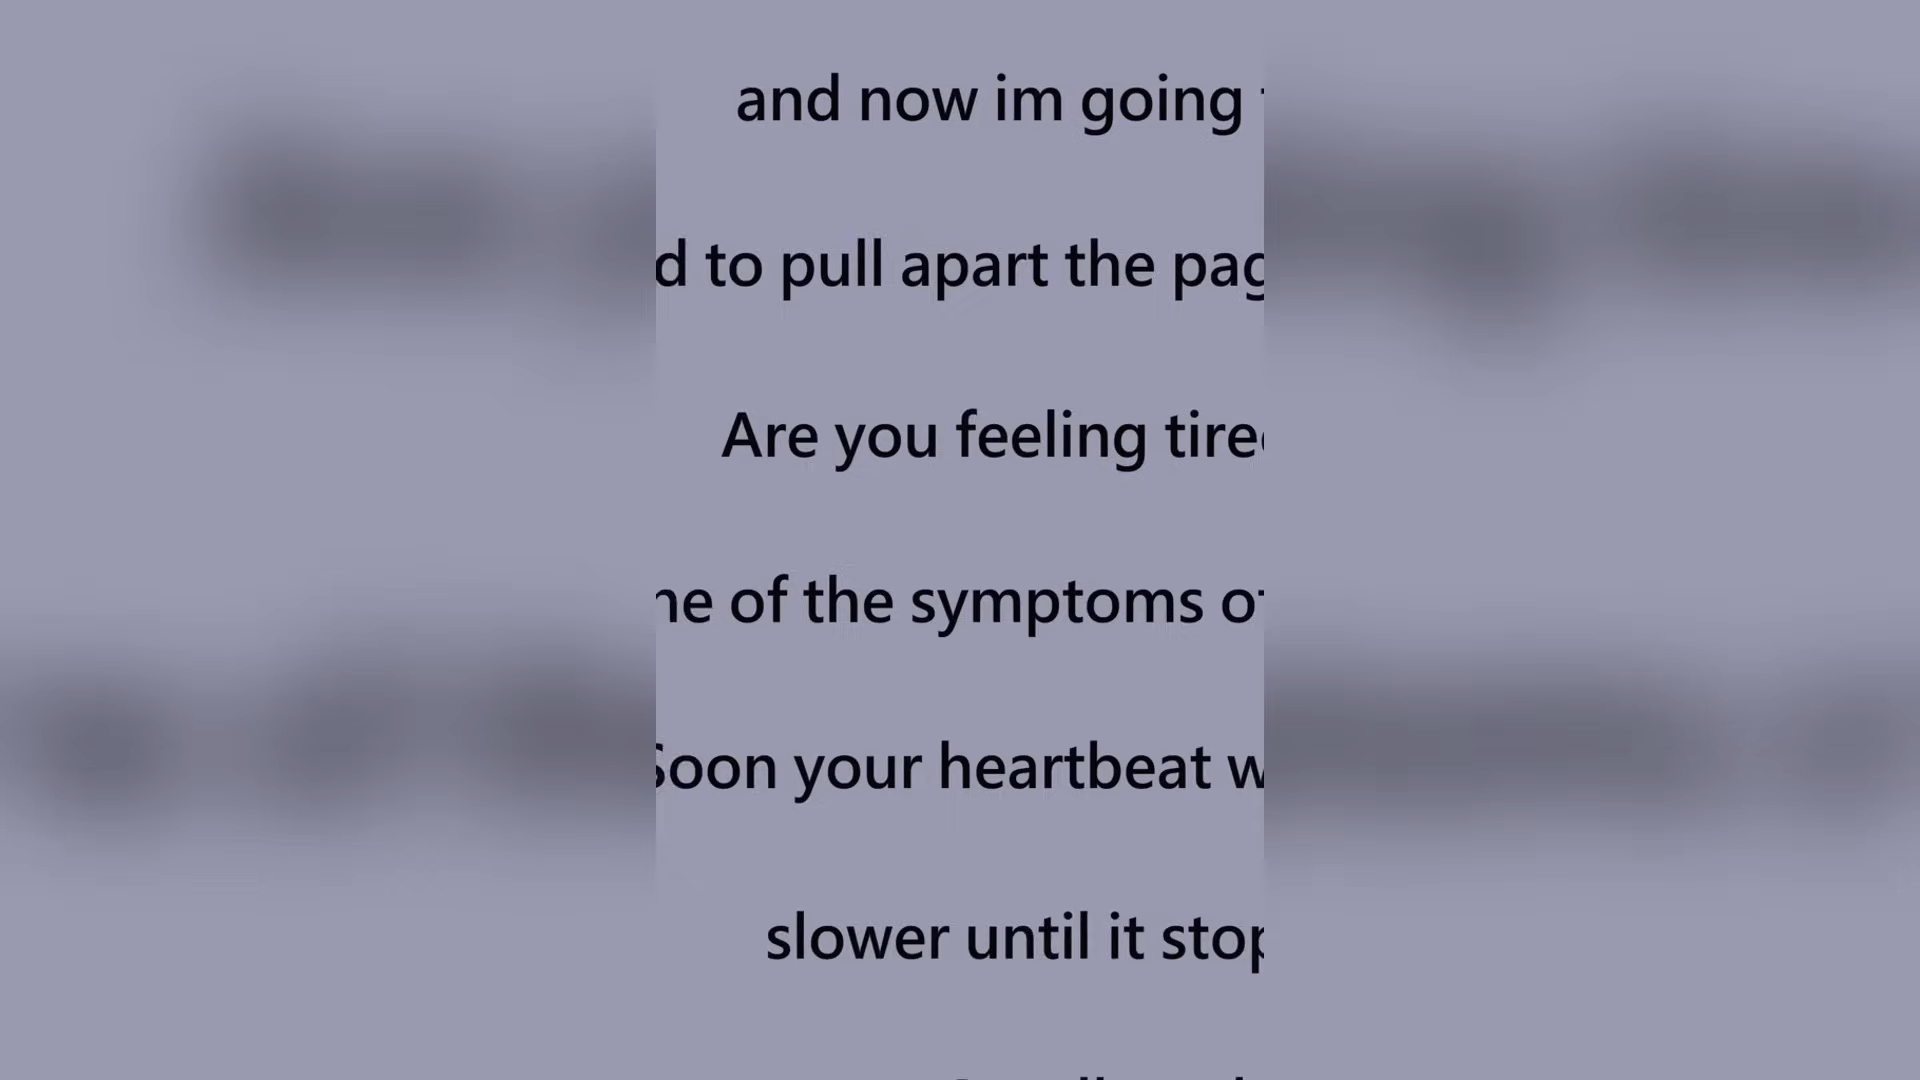 and now im going
d to pull apart the pag
Are you feeling tire
ne of the symptoms of
Soon your heartbeat w
slower until it stop